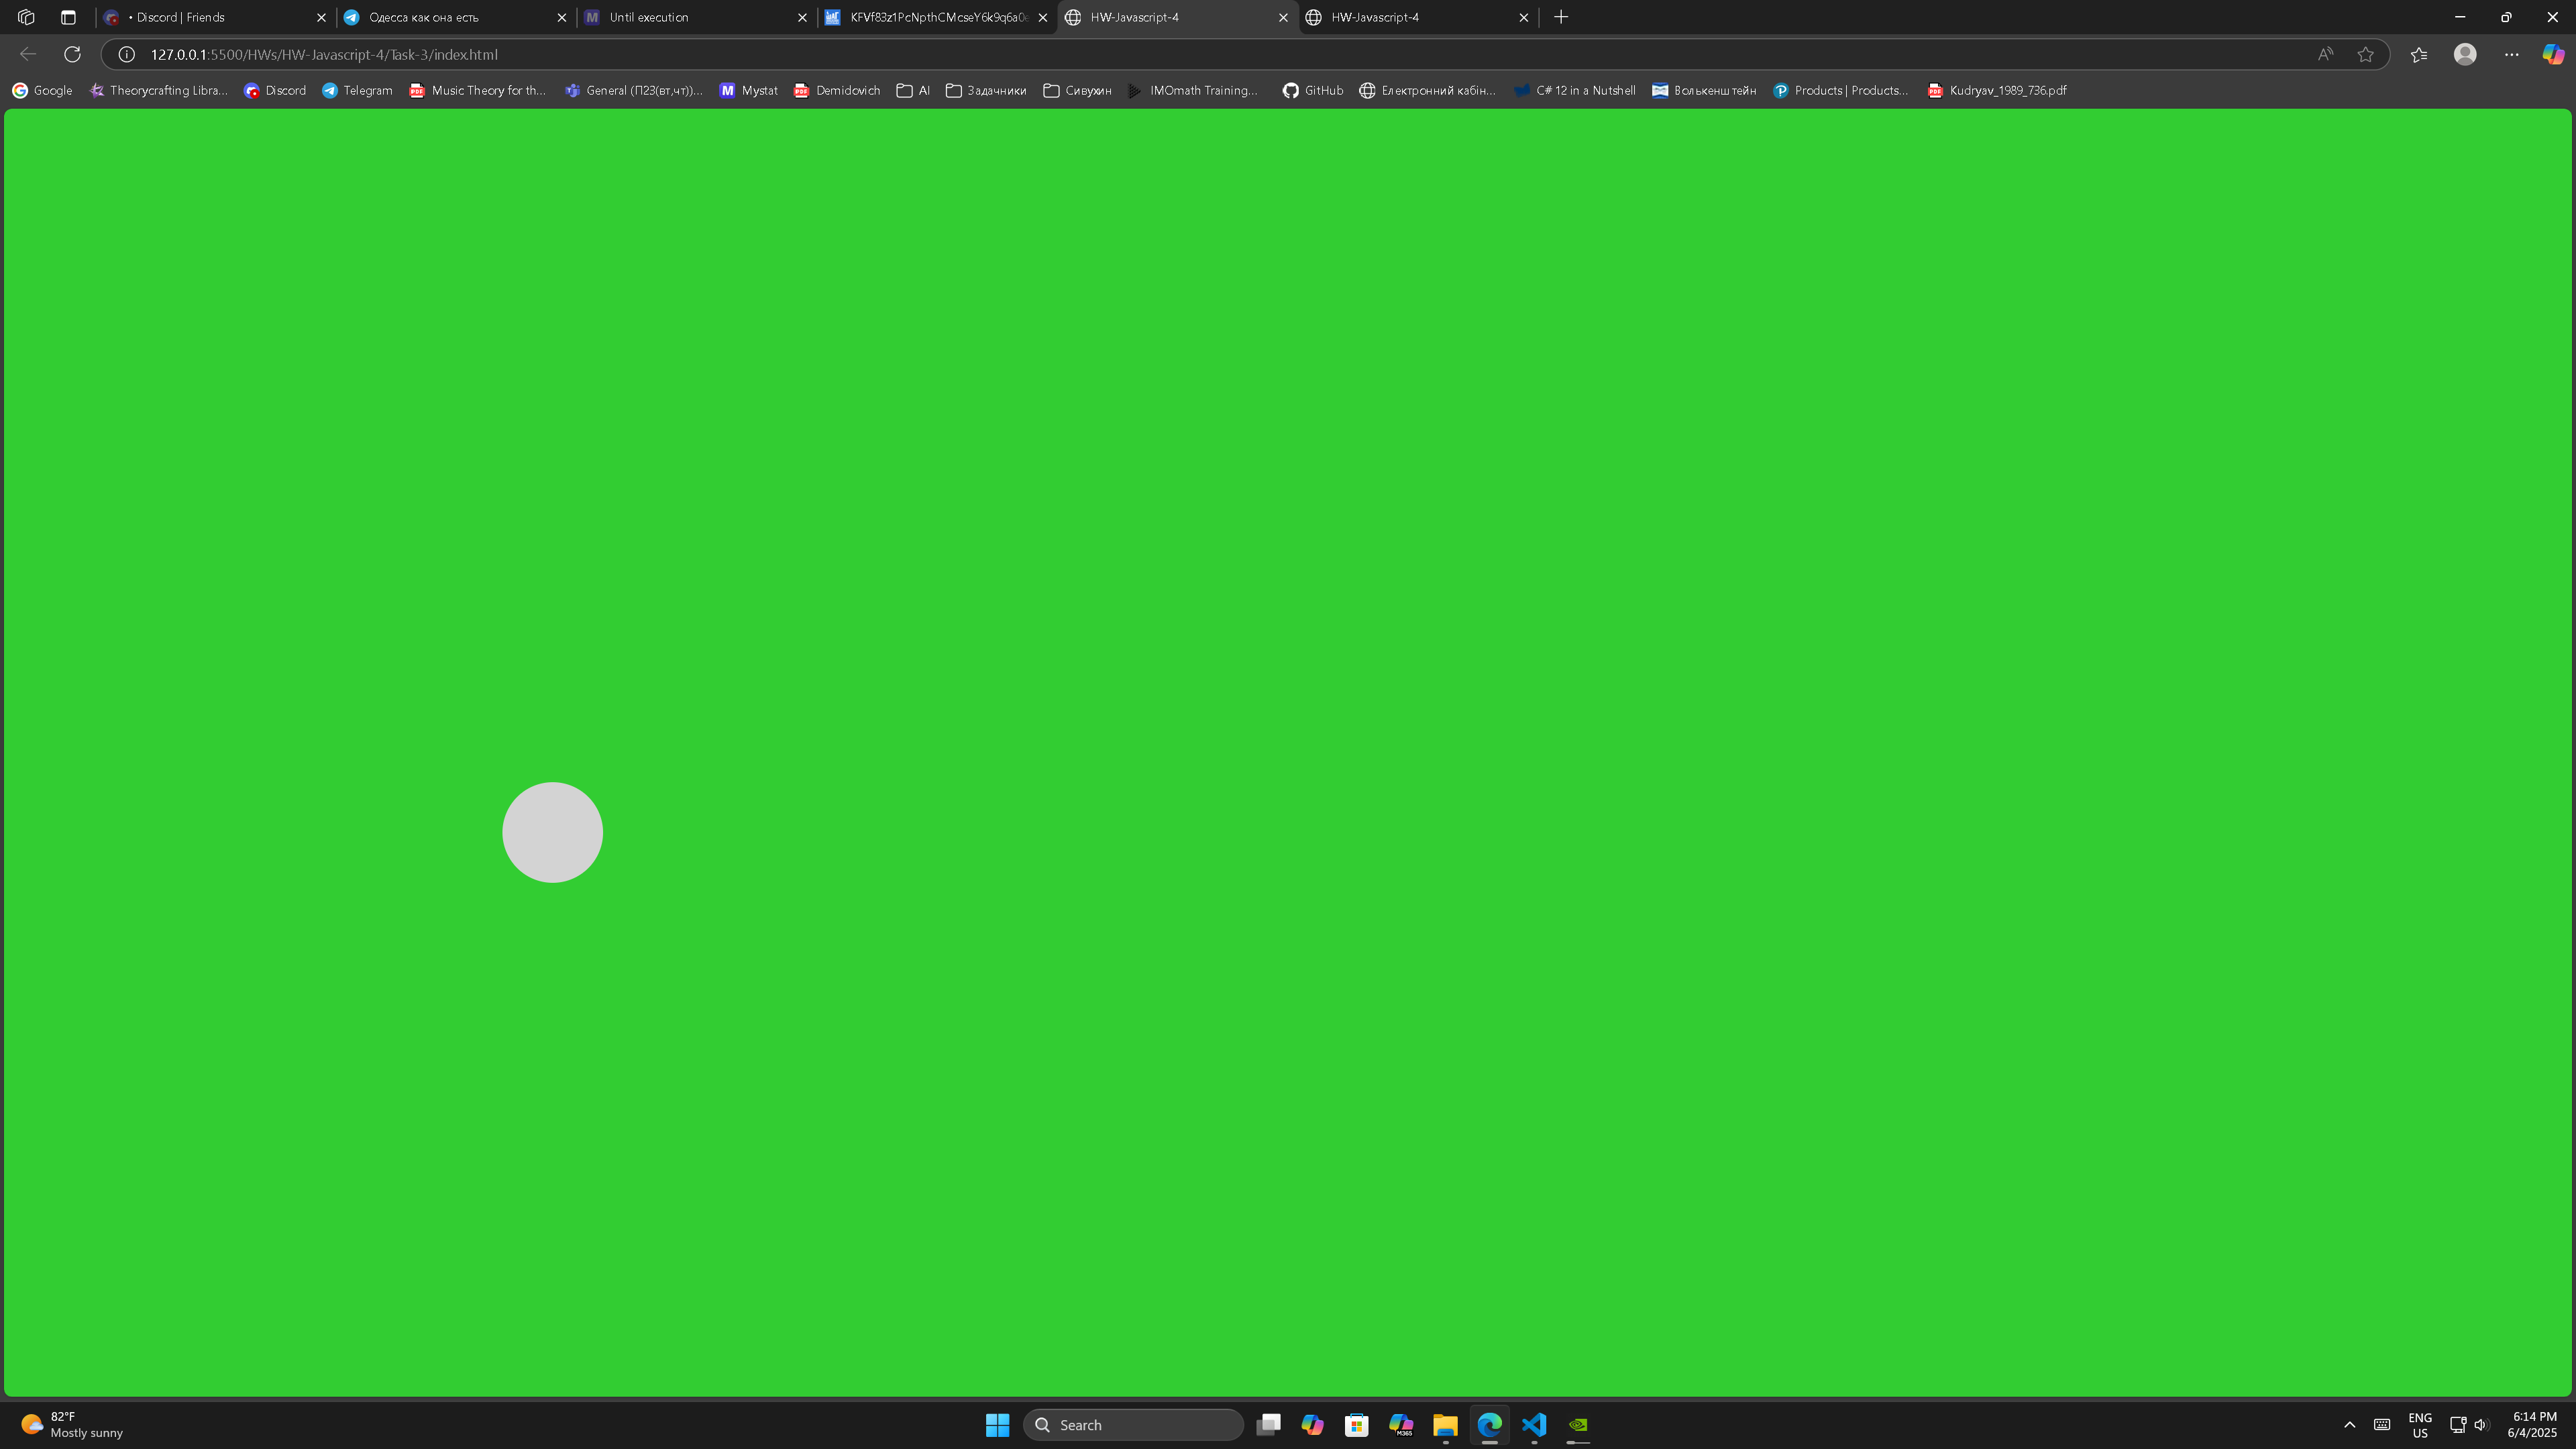 • Discord | Friends
Одесса как она есть
Until execution
KFVf83z1PcNpthCMcseY6k9q6a0
HW-Javascript-4
HW-Javascript-4
127.0.0.1:5500/HWs/HW-Javascript-4/Task-3/index.html
Google
Theorycrafting Libra...
Discord
Telegram
Music Theory for th...
General (П23(вт,чт))...
Mystat
Demidovich
AI
Задачники
Сивухин
IMOmath Training...
GitHub
Електронний кабін...
C# 12 in a Nutshell
Волькенштейн
Products | Products...
Kudryav_1989_736.pdf
82°F
Mostly sunny
Search
M365
ENG
US
6:14 PM
6/4/2025